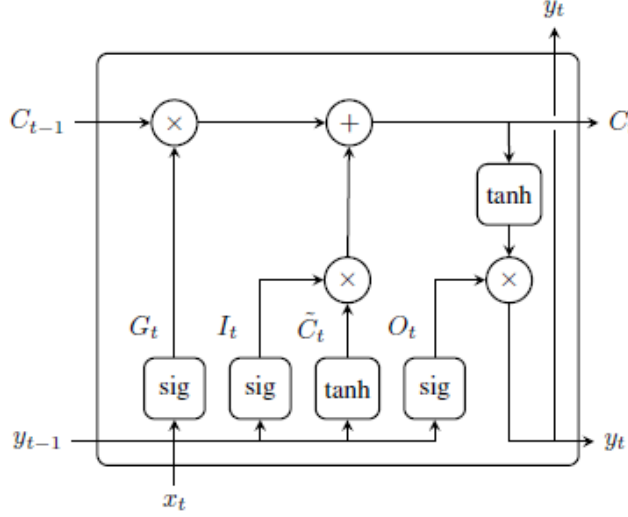 y_t
C_{t-1} × + C
tanh
× ×
G_t I_t C̃_t O_t
sig sig tanh sig
y_{t-1} y_t
x_t